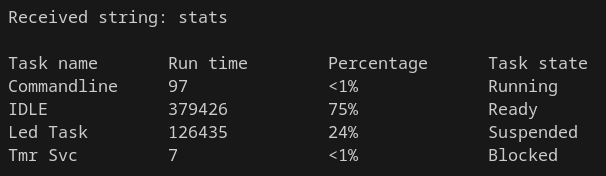 Received string: stats
Task name Run time Percentage Task state
Commandline 97 <1% Running
IDLE 379426 75% Ready
Led Task 126435 24% Suspended
Tmr Svc 7 <1% Blocked